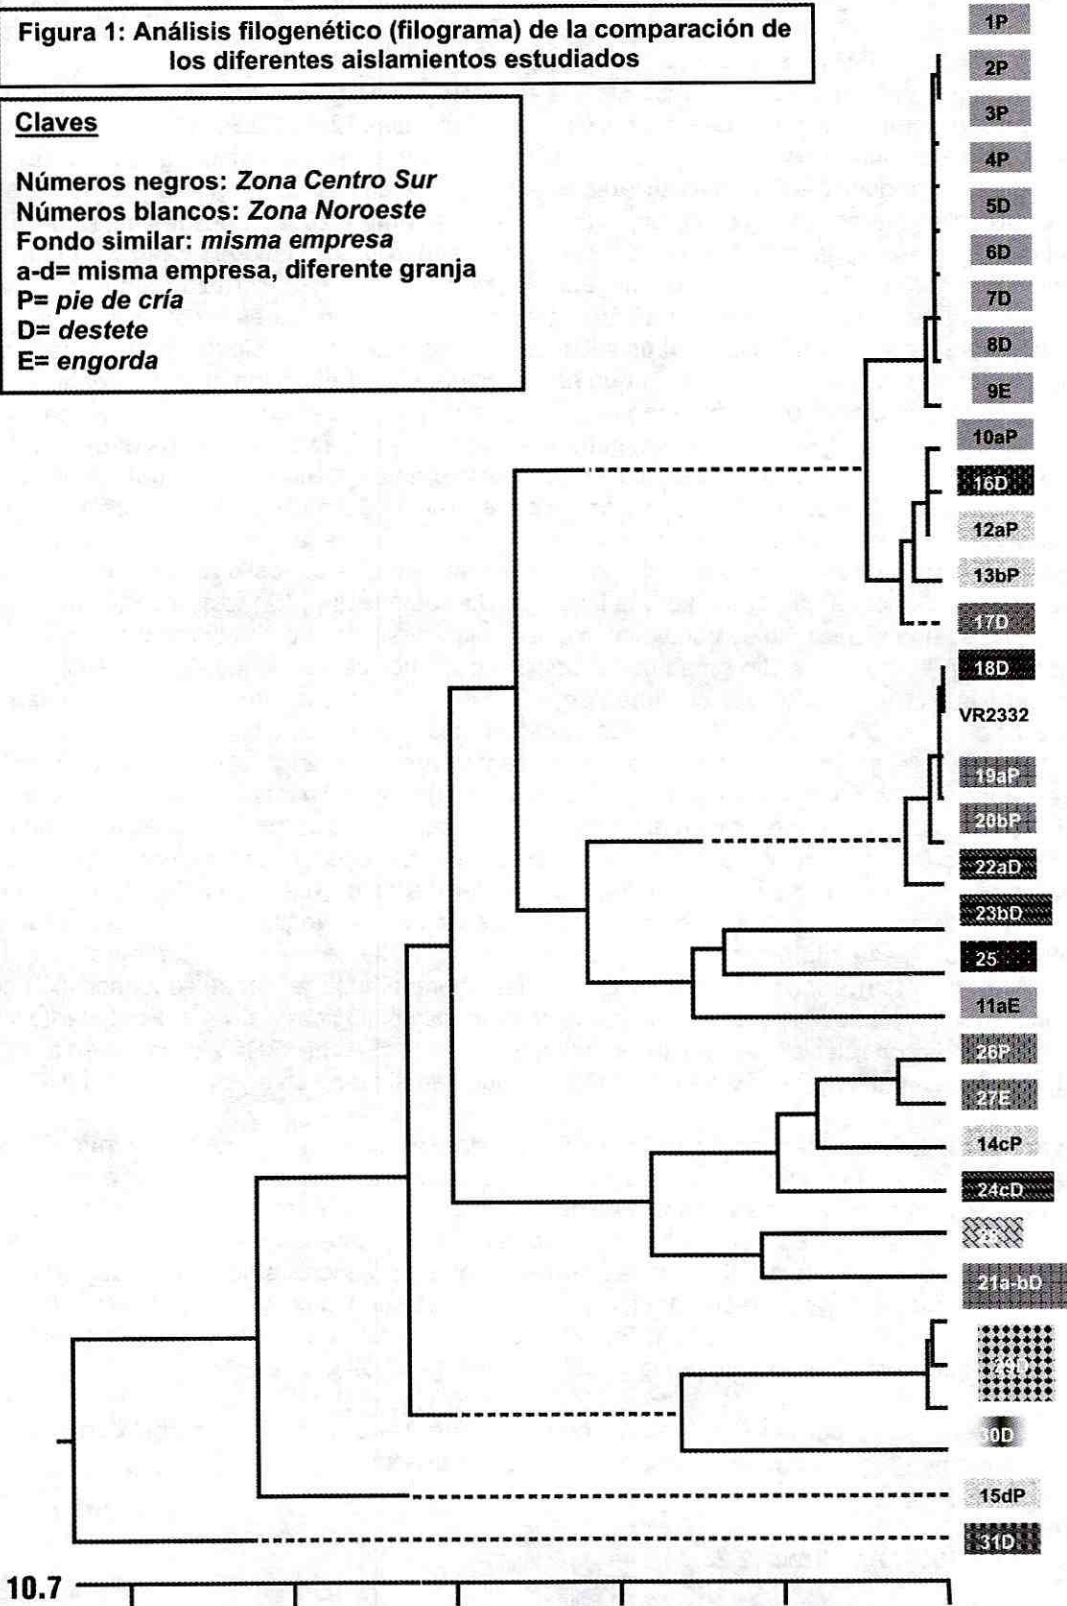 Figura 1: Análisis filogenético (filograma) de la comparación de
los diferentes aislamientos estudiados
Claves
Números negros: Zona Centro Sur
Números blancos: Zona Noroeste
Fondo similar: misma empresa
a-d= misma empresa, diferente granja
P= pie de cría
D= destete
E= engorda
1P
2P
3P
4P
5D
6D
7D
8D
9E
10aP
16D
12aP
13bP
17D
18D
VR2332
19aP
20bP
22aD
23bD
25
11aE
26P
27E
14cP
24cD
21a-bD
30D
15dP
31D
10.7